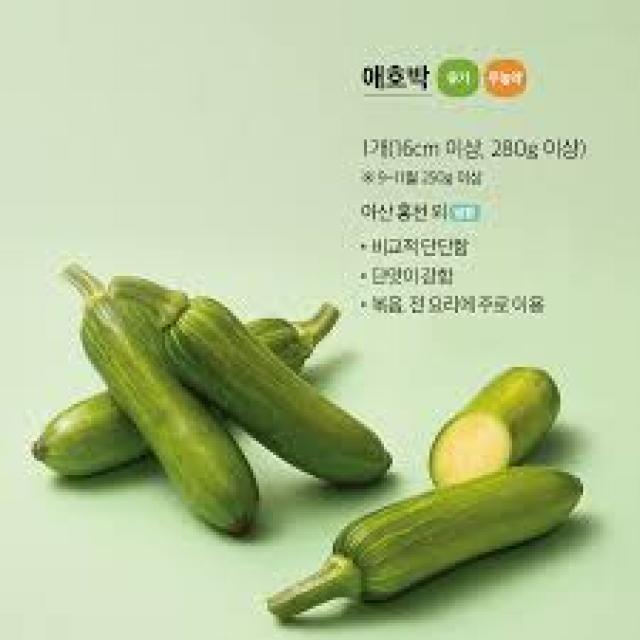 애호박 유기 무농약
1개(16cm 이상, 280g 이상)
※ 9~11월 250g 이상
아산 홍천 외
• 비교적 단단함
• 단맛이 강함
• 볶음, 전 요리에 주로 이용